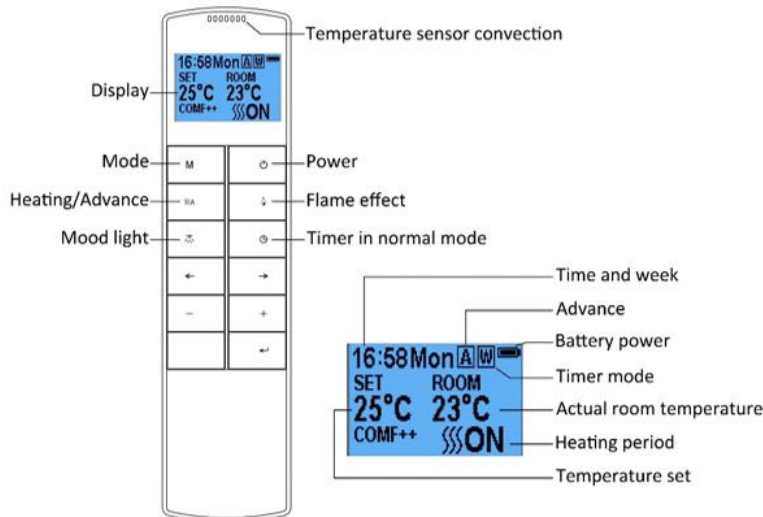 Temperature sensor convection
16:58Mon A W
SET ROOM
25°C 23°C
COMF++ ON
Display
Mode
M
Power
Heating/Advance
Flame effect
Mood light
Timer in normal mode
← →
− +
↵
Time and week
Advance
Battery power
16:58Mon A W
Timer mode
SET ROOM
25°C 23°C
Actual room temperature
COMF++ ON
Heating period
Temperature set